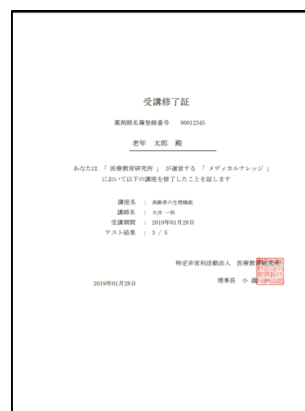 受講修了証
薬剤師名簿登録番号 00012345
老年 太郎 殿
あなたは 「 医療教育研究所 」 が運営する 「 メディカルナレッジ 」
において以下の講座を修了したことを証します
講座名 : 高齢者の生理機能
講師名 : 大井 一弥
受講期間 : 2019年01月28日
テスト結果 : 3 / 5
特定非営利活動法人 医療教育研究所
理事長 小
2019年01月28日